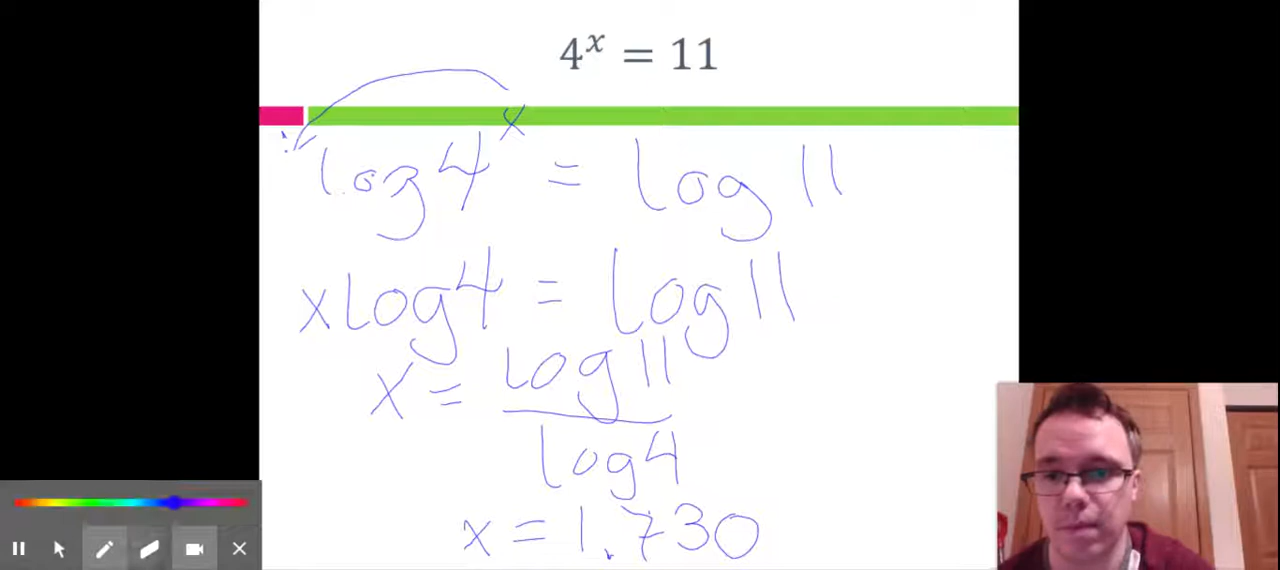 4^x = 11
log 4^x = log 11
x log 4 = log 11
x = log 11 / log 4
x = 1.730